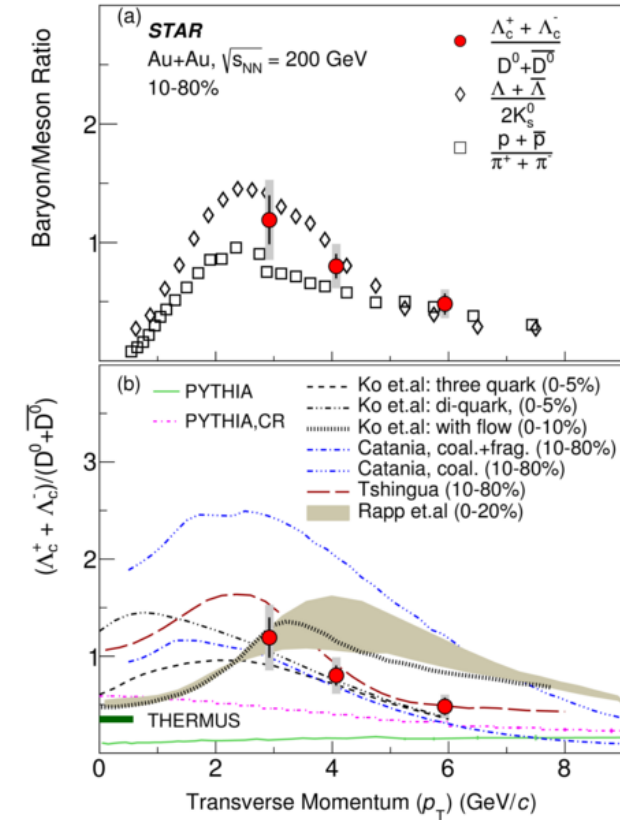 (a)
STAR
Au+Au, √s_NN = 200 GeV
10-80%
Λc+ + Λc-
D0+D̅0̅
Λ + Λ̅
2Ks0
p + p̅
π+ + π-
Baryon/Meson Ratio
2
1
(b)
PYTHIA
PYTHIA,CR
Ko et.al: three quark (0-5%)
Ko et.al: di-quark, (0-5%)
Ko et.al: with flow (0-10%)
Catania, coal.+frag. (10-80%)
Catania, coal. (10-80%)
Tshingua (10-80%)
Rapp et.al (0-20%)
(Λc+ + Λc-)/(D0+D̅0̅)
3
2
1
THERMUS
0 2 4 6 8
Transverse Momentum (pT) (GeV/c)